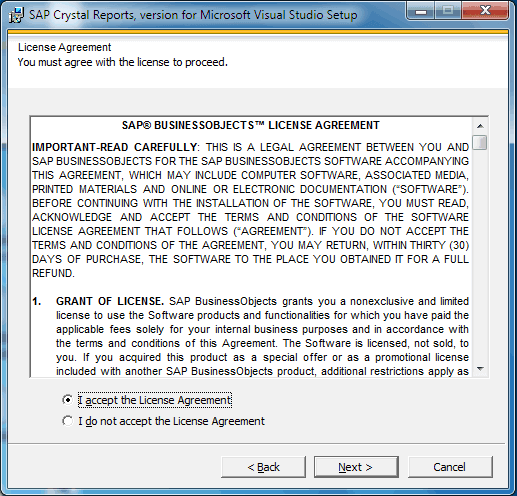 SAP Crystal Reports, version for Microsoft Visual Studio Setup
License Agreement
You must agree with the license to proceed.
SAP® BUSINESSOBJECTS™ LICENSE AGREEMENT
IMPORTANT-READ CAREFULLY: THIS IS A LEGAL AGREEMENT BETWEEN YOU AND
SAP BUSINESSOBJECTS FOR THE SAP BUSINESSOBJECTS SOFTWARE ACCOMPANYING
THIS AGREEMENT, WHICH MAY INCLUDE COMPUTER SOFTWARE, ASSOCIATED MEDIA,
PRINTED MATERIALS AND ONLINE OR ELECTRONIC DOCUMENTATION (“SOFTWARE”).
BEFORE CONTINUING WITH THE INSTALLATION OF THE SOFTWARE, YOU MUST READ,
ACKNOWLEDGE AND ACCEPT THE TERMS AND CONDITIONS OF THE SOFTWARE
LICENSE AGREEMENT THAT FOLLOWS (“AGREEMENT”). IF YOU DO NOT ACCEPT THE
TERMS AND CONDITIONS OF THE AGREEMENT, YOU MAY RETURN, WITHIN THIRTY (30)
DAYS OF PURCHASE, THE SOFTWARE TO THE PLACE YOU OBTAINED IT FOR A FULL
REFUND.
1. GRANT OF LICENSE. SAP BusinessObjects grants you a nonexclusive and limited
license to use the Software products and functionalities for which you have paid the
applicable fees solely for your internal business purposes and in accordance with
the terms and conditions of this Agreement. The Software is licensed, not sold, to
you. If you acquired this product as a special offer or as a promotional license
included with another SAP BusinessObjects product, additional restrictions apply as
I accept the License Agreement
I do not accept the License Agreement
< Back Next > Cancel